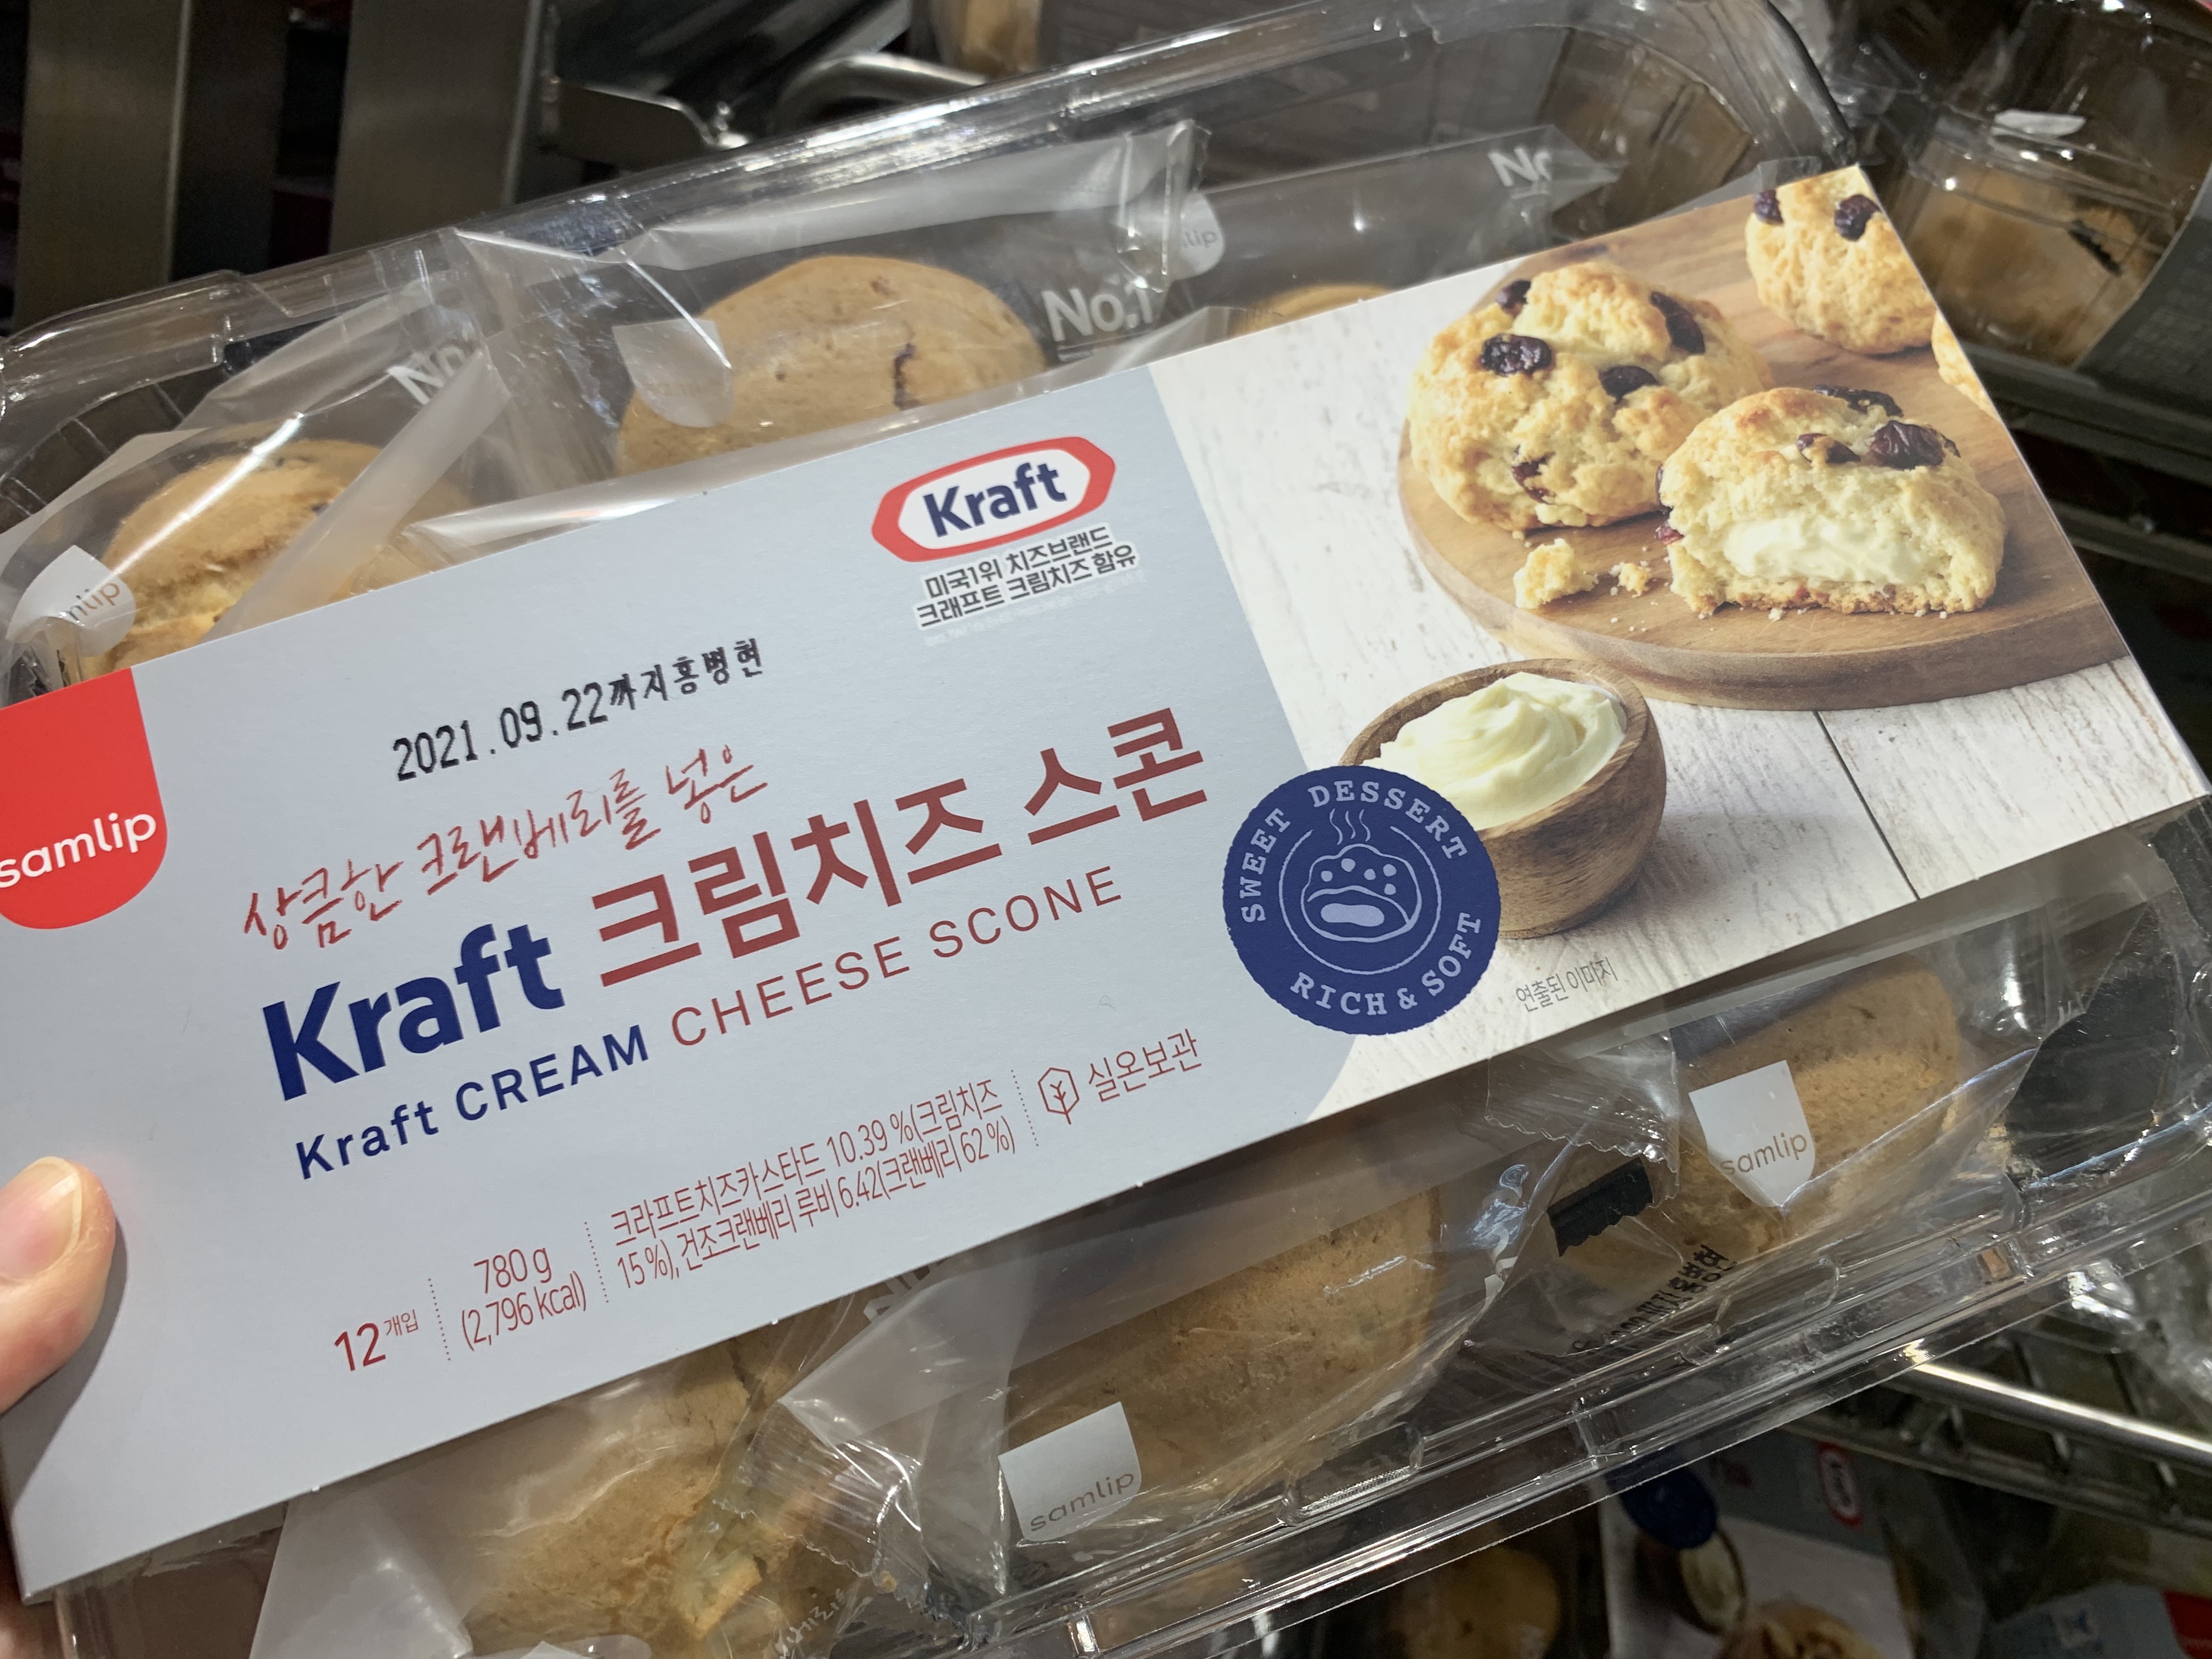 No.1
Kraft
미국1위 치즈브랜드
크래프트 크림치즈 함유
2021.09.22까지홍병현
samlip
상큼한 크랜베리를 넣은
Kraft 크림치즈 스콘
Kraft CREAM CHEESE SCONE
SWEET DESSERT
RICH & SOFT
연출된 이미지
12개입
780 g
(2,796 kcal)
크라프트치즈카스타드 10.39 %(크림치즈
15 %), 건조크랜베리 루비 6.42(크랜베리 62 %)
실온보관
samlip
samlip